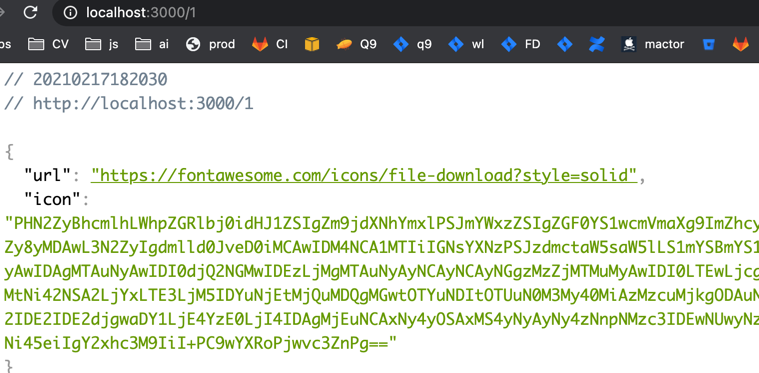 localhost:3000/1
os CV js ai prod CI Q9 q9 wl FD mactor
// 20210217182030
// http://localhost:3000/1
{
"url": "https://fontawesome.com/icons/file-download?style=solid",
"icon":
"PHN2ZyBhcmlhLWhpZGRlbj0idHJ1ZSIgZm9jdXNhYmxlPSJmYWxzZSIgZGF0YS1wcmVmaXg9ImZhcy
Zy8yMDAwL3N2ZyIgdmlld0JveD0iMCAwIDM4NCA1MTIiIGNsYXNzPSJzdmctaW5saW5lLS1mYSBmYS1
yAwIDAgMTAuNyAwIDI0djQ2NGMwIDEzLjMgMTAuNyAyNCAyNCAyNGgzMzZjMTMuMyAwIDI0LTEwLjcg
MtNi42NSA2LjYxLTE3LjM5IDYuNjEtMjQuMDQgMGwtOTYuNDItOTUuN0M3My40MiAzMzcuMjkgODAuN
2IDE2IDE2djgwaDY1LjE4YzE0LjI4IDAgMjEuNCAxNy4yOSAxMS4yNyAyNy4zNnpNMzc3IDEwNUwyNz
Ni45eiIgY2xhc3M9IiI+PC9wYXRoPjwvc3ZnPg=="
}